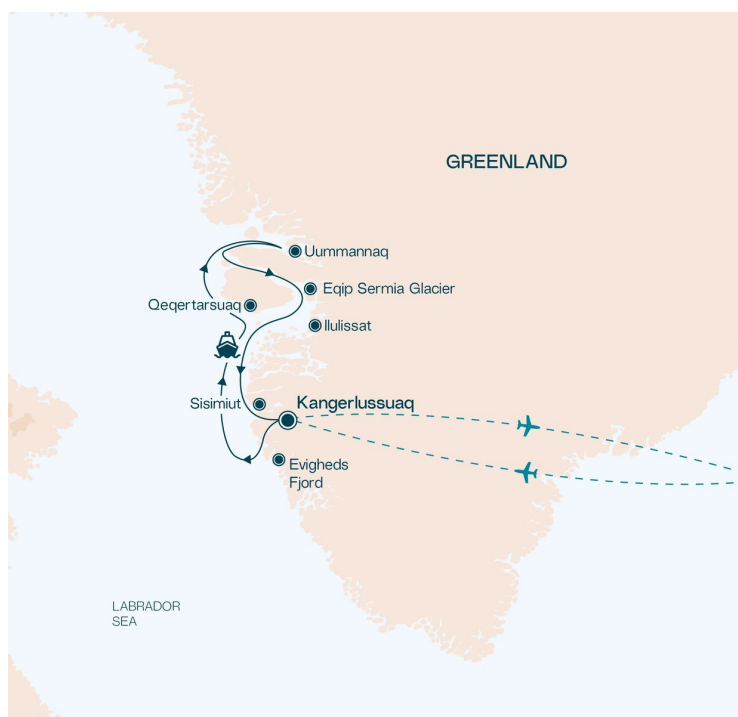 GREENLAND
Uummannaq
Eqip Sermia Glacier
Qeqertarsuaq
Ilulissat
Sisimiut
Kangerlussuaq
Evigheds
Fjord
LABRADOR
SEA